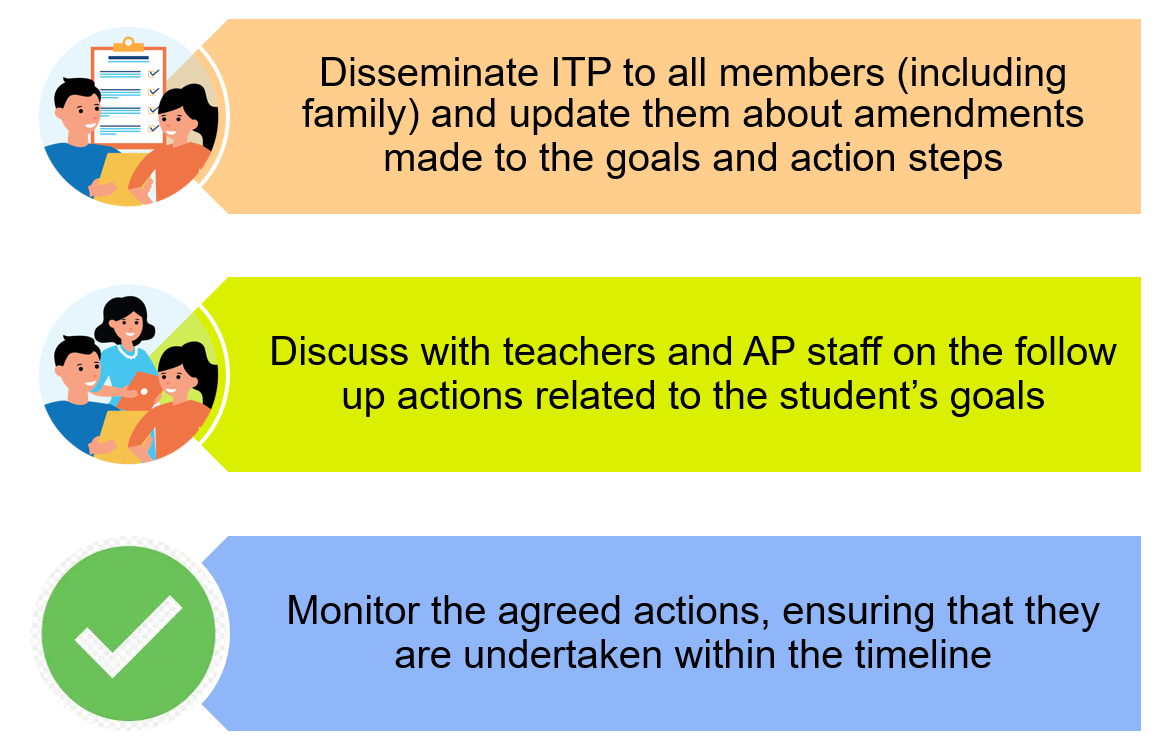 Disseminate ITP to all members (including
family) and update them about amendments
made to the goals and action steps
Discuss with teachers and AP staff on the follow
up actions related to the student’s goals
Monitor the agreed actions, ensuring that they
are undertaken within the timeline